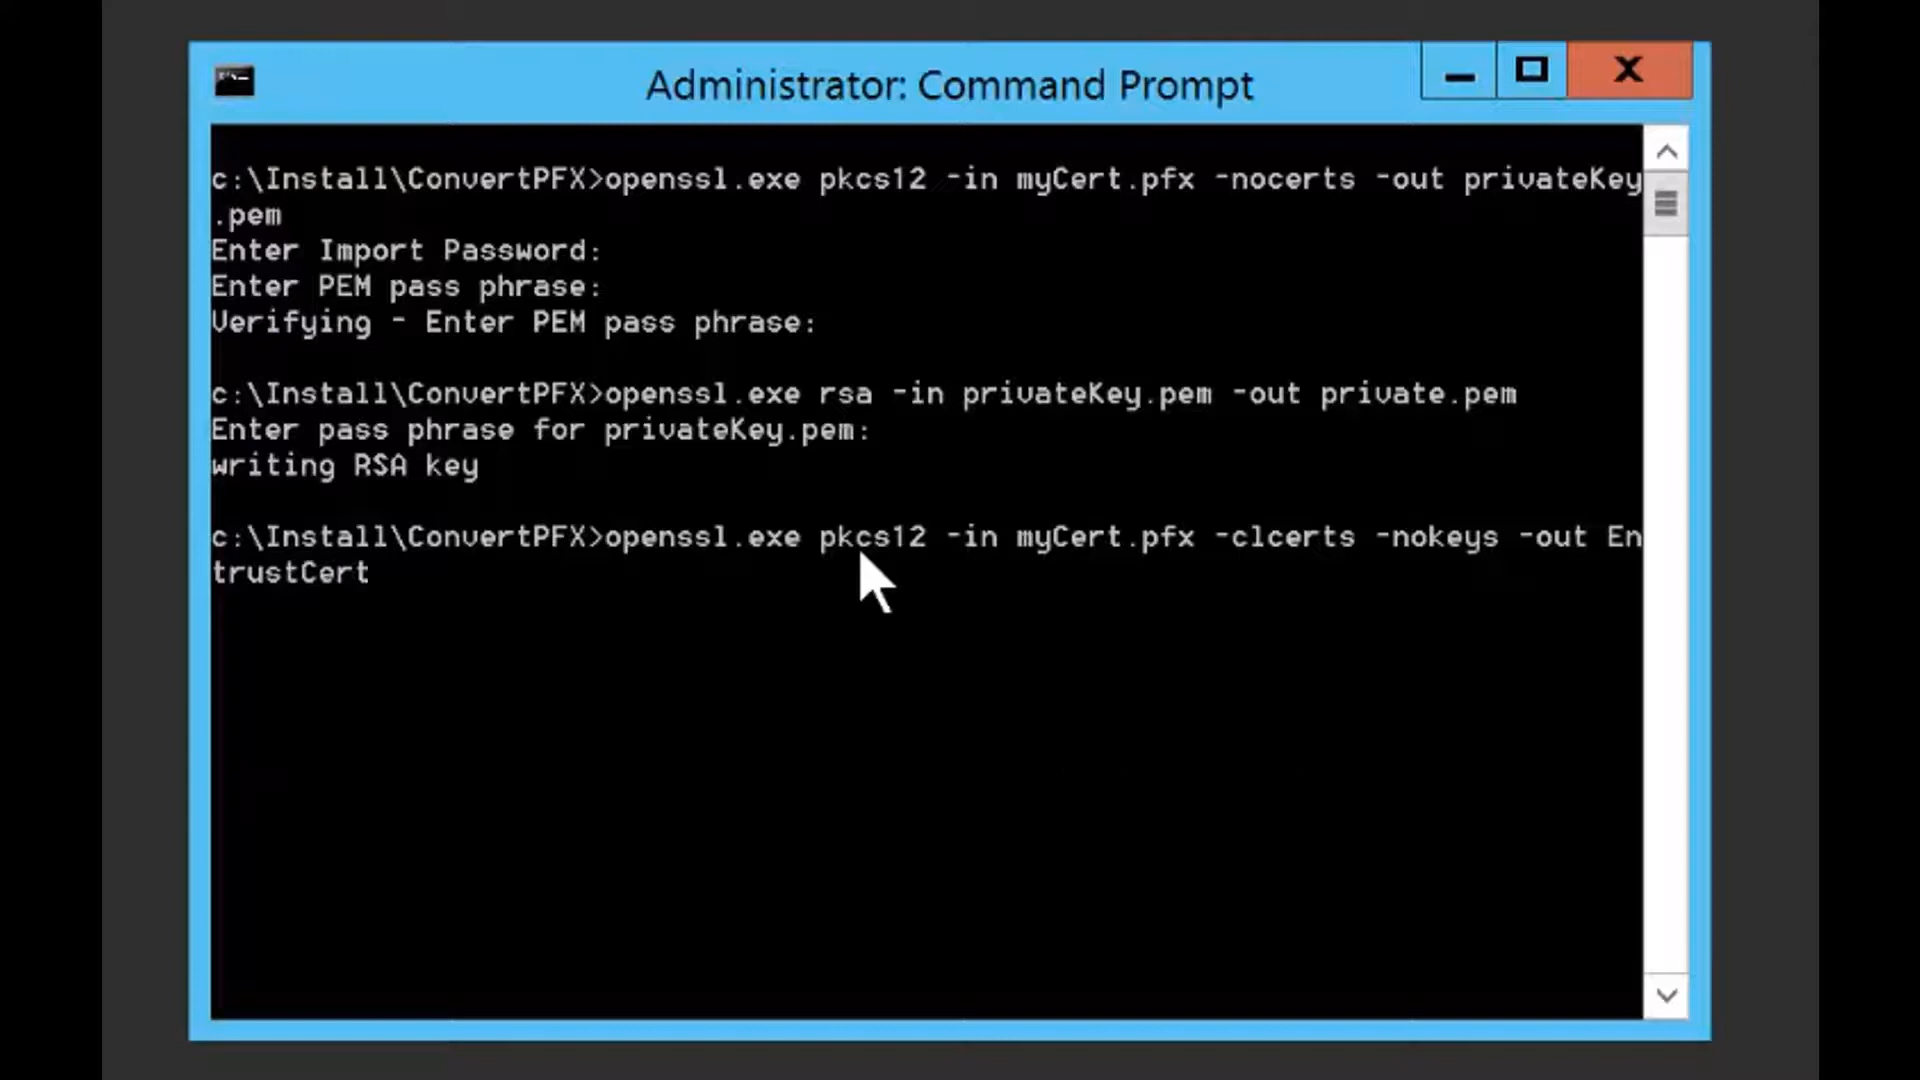 Administrator: Command Prompt
c:\Install\ConvertPFX>openssl.exe pkcs12 -in myCert.pfx -nocerts -out privateKey
.pem
Enter Import Password:
Enter PEM pass phrase:
Verifying - Enter PEM pass phrase:
c:\Install\ConvertPFX>openssl.exe rsa -in privateKey.pem -out private.pem
Enter pass phrase for privateKey.pem:
writing RSA key
c:\Install\ConvertPFX>openssl.exe pkcs12 -in myCert.pfx -clcerts -nokeys -out En
trustCert